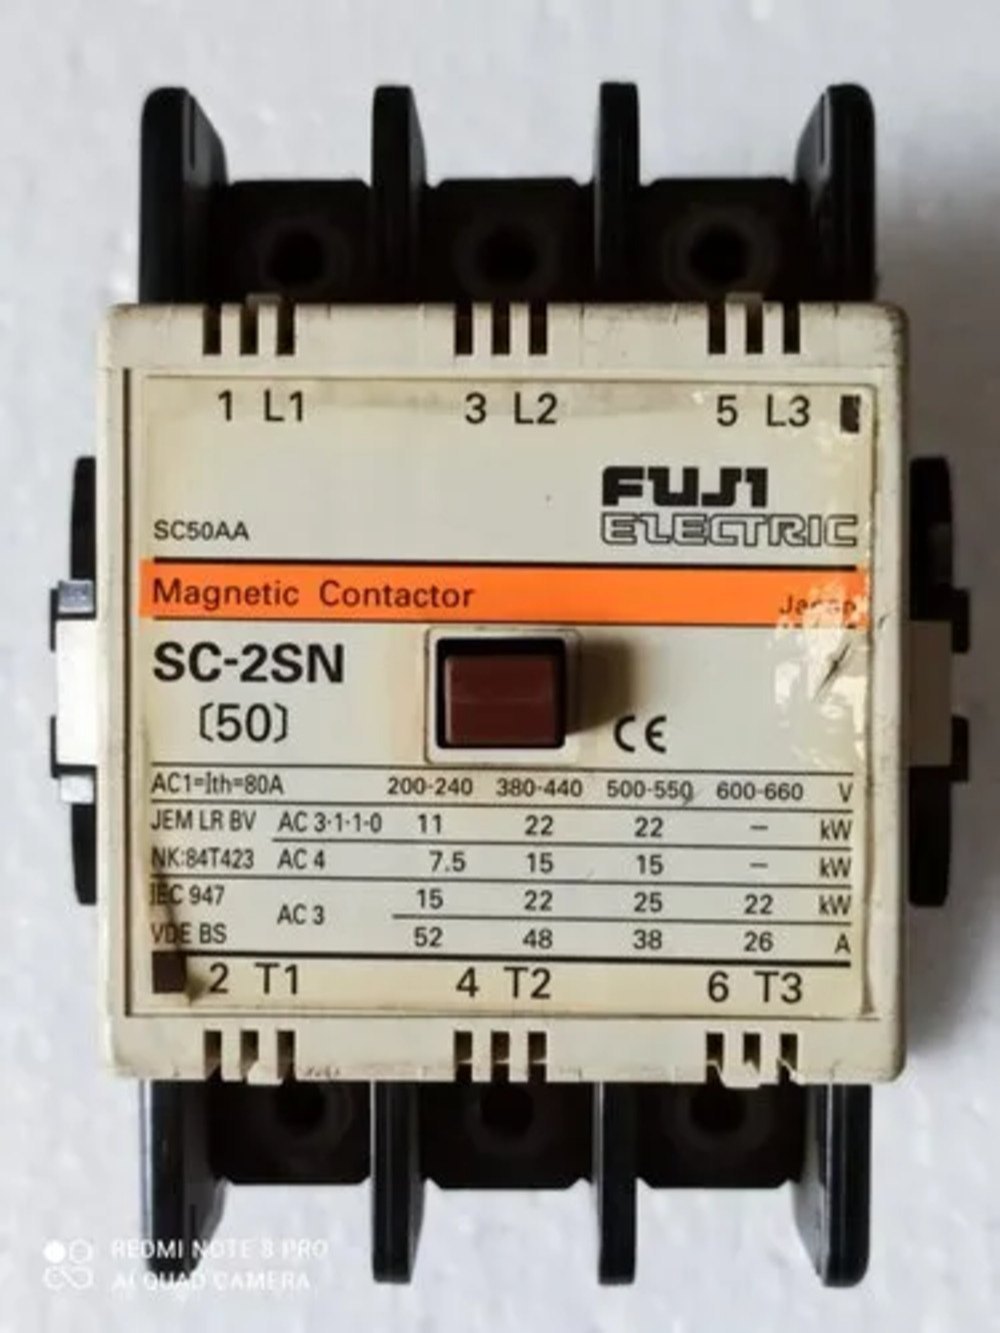 1 L1 3 L2 5 L3
FUJI
ELECTRIC
SC50AA
Magnetic Contactor Japan
SC-2SN
(50)
CE
AC1=Ith=80A 200-240 380-440 500-550 600-660 V
JEM LR BV AC 3·1·1-0 11 22 22 — kW
NK:84T423 AC 4 7.5 15 15 — kW
IEC 947 AC 3 15 22 25 22 kW
VDE BS 52 48 38 26 A
2 T1 4 T2 6 T3
REDMI NOTE 8 PRO
AI QUAD CAMERA